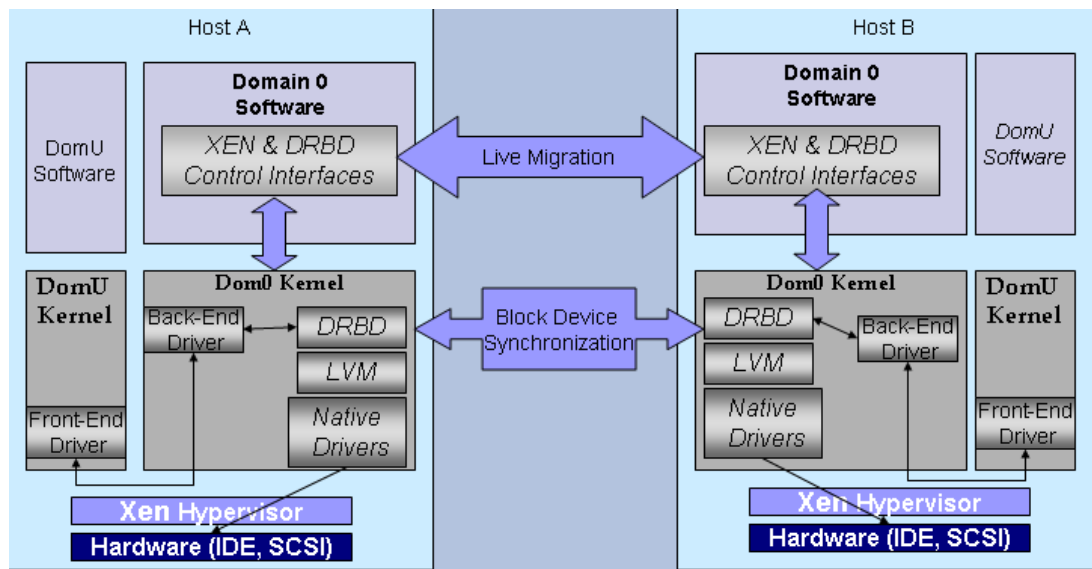 Host A
Host B
Domain 0
Software
XEN & DRBD
Control Interfaces
DomU
Software
Live Migration
Domain 0
Software
XEN & DRBD
Control Interfaces
DomU
Software
DomU
Kernel
Dom0 Kernel
Back-End
Driver
DRBD
LVM
Native
Drivers
Front-End
Driver
Block Device
Synchronization
Dom0 Kernel
DRBD
LVM
Native
Drivers
Back-End
Driver
DomU
Kernel
Front-End
Driver
Xen Hypervisor
Hardware (IDE, SCSI)
Xen Hypervisor
Hardware (IDE, SCSI)